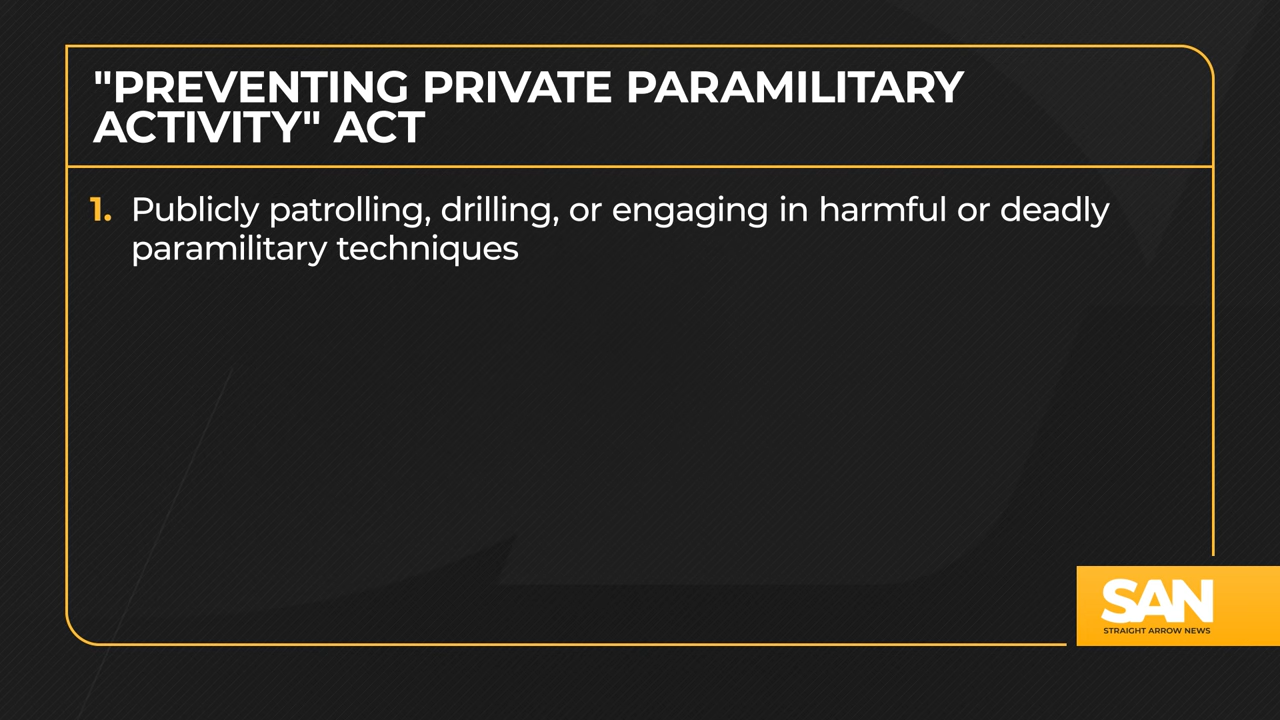 "PREVENTING PRIVATE PARAMILITARY
ACTIVITY" ACT
1. Publicly patrolling, drilling, or engaging in harmful or deadly
paramilitary techniques
SAN
STRAIGHT ARROW NEWS